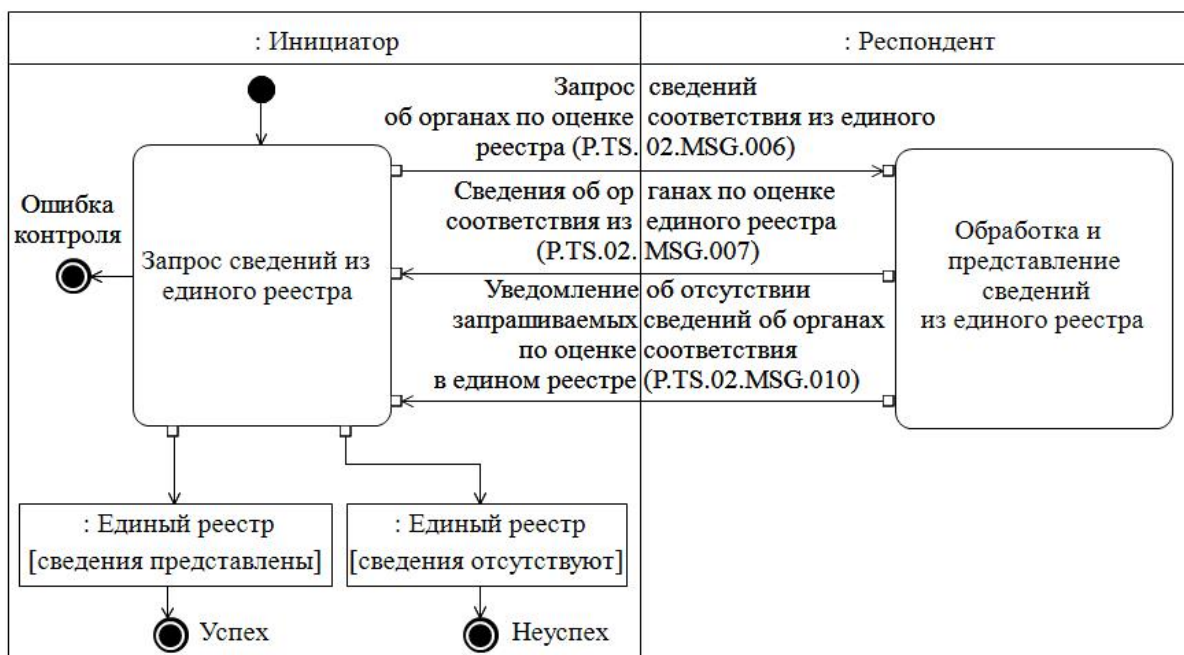 : Инициатор
: Респондент
Запрос сведений
об органах по оценке соответствия из единого
реестра (P.TS.02.MSG.006)
Сведения об органах по оценке
соответствия из единого реестра
(P.TS.02.MSG.007)
Уведомление об отсутствии
запрашиваемых сведений об органах
по оценке соответствия
в едином реестре (P.TS.02.MSG.010)
Ошибка
контроля
Запрос сведений из
единого реестра
Обработка и
представление
сведений
из единого реестра
: Единый реестр
[сведения представлены]
: Единый реестр
[сведения отсутствуют]
Успех
Неуспех